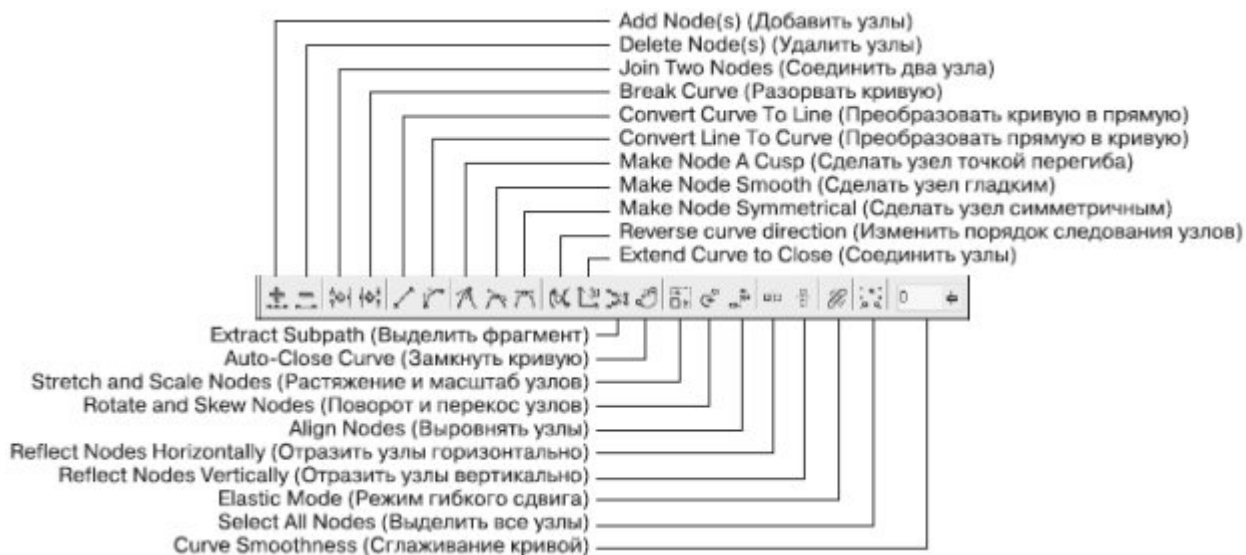 Add Node(s) (Добавить узлы)
Delete Node(s) (Удалить узлы)
Join Two Nodes (Соединить два узла)
Break Curve (Разорвать кривую)
Convert Curve To Line (Преобразовать кривую в прямую)
Convert Line To Curve (Преобразовать прямую в кривую)
Make Node A Cusp (Сделать узел точкой перегиба)
Make Node Smooth (Сделать узел гладким)
Make Node Symmetrical (Сделать узел симметричным)
Reverse curve direction (Изменить порядок следования узлов)
Extend Curve to Close (Соединить узлы)
0
Extract Subpath (Выделить фрагмент)
Auto-Close Curve (Замкнуть кривую)
Stretch and Scale Nodes (Растяжение и масштаб узлов)
Rotate and Skew Nodes (Поворот и перекос узлов)
Align Nodes (Выровнять узлы)
Reflect Nodes Horizontally (Отразить узлы горизонтально)
Reflect Nodes Vertically (Отразить узлы вертикально)
Elastic Mode (Режим гибкого сдвига)
Select All Nodes (Выделить все узлы)
Curve Smoothness (Сглаживание кривой)